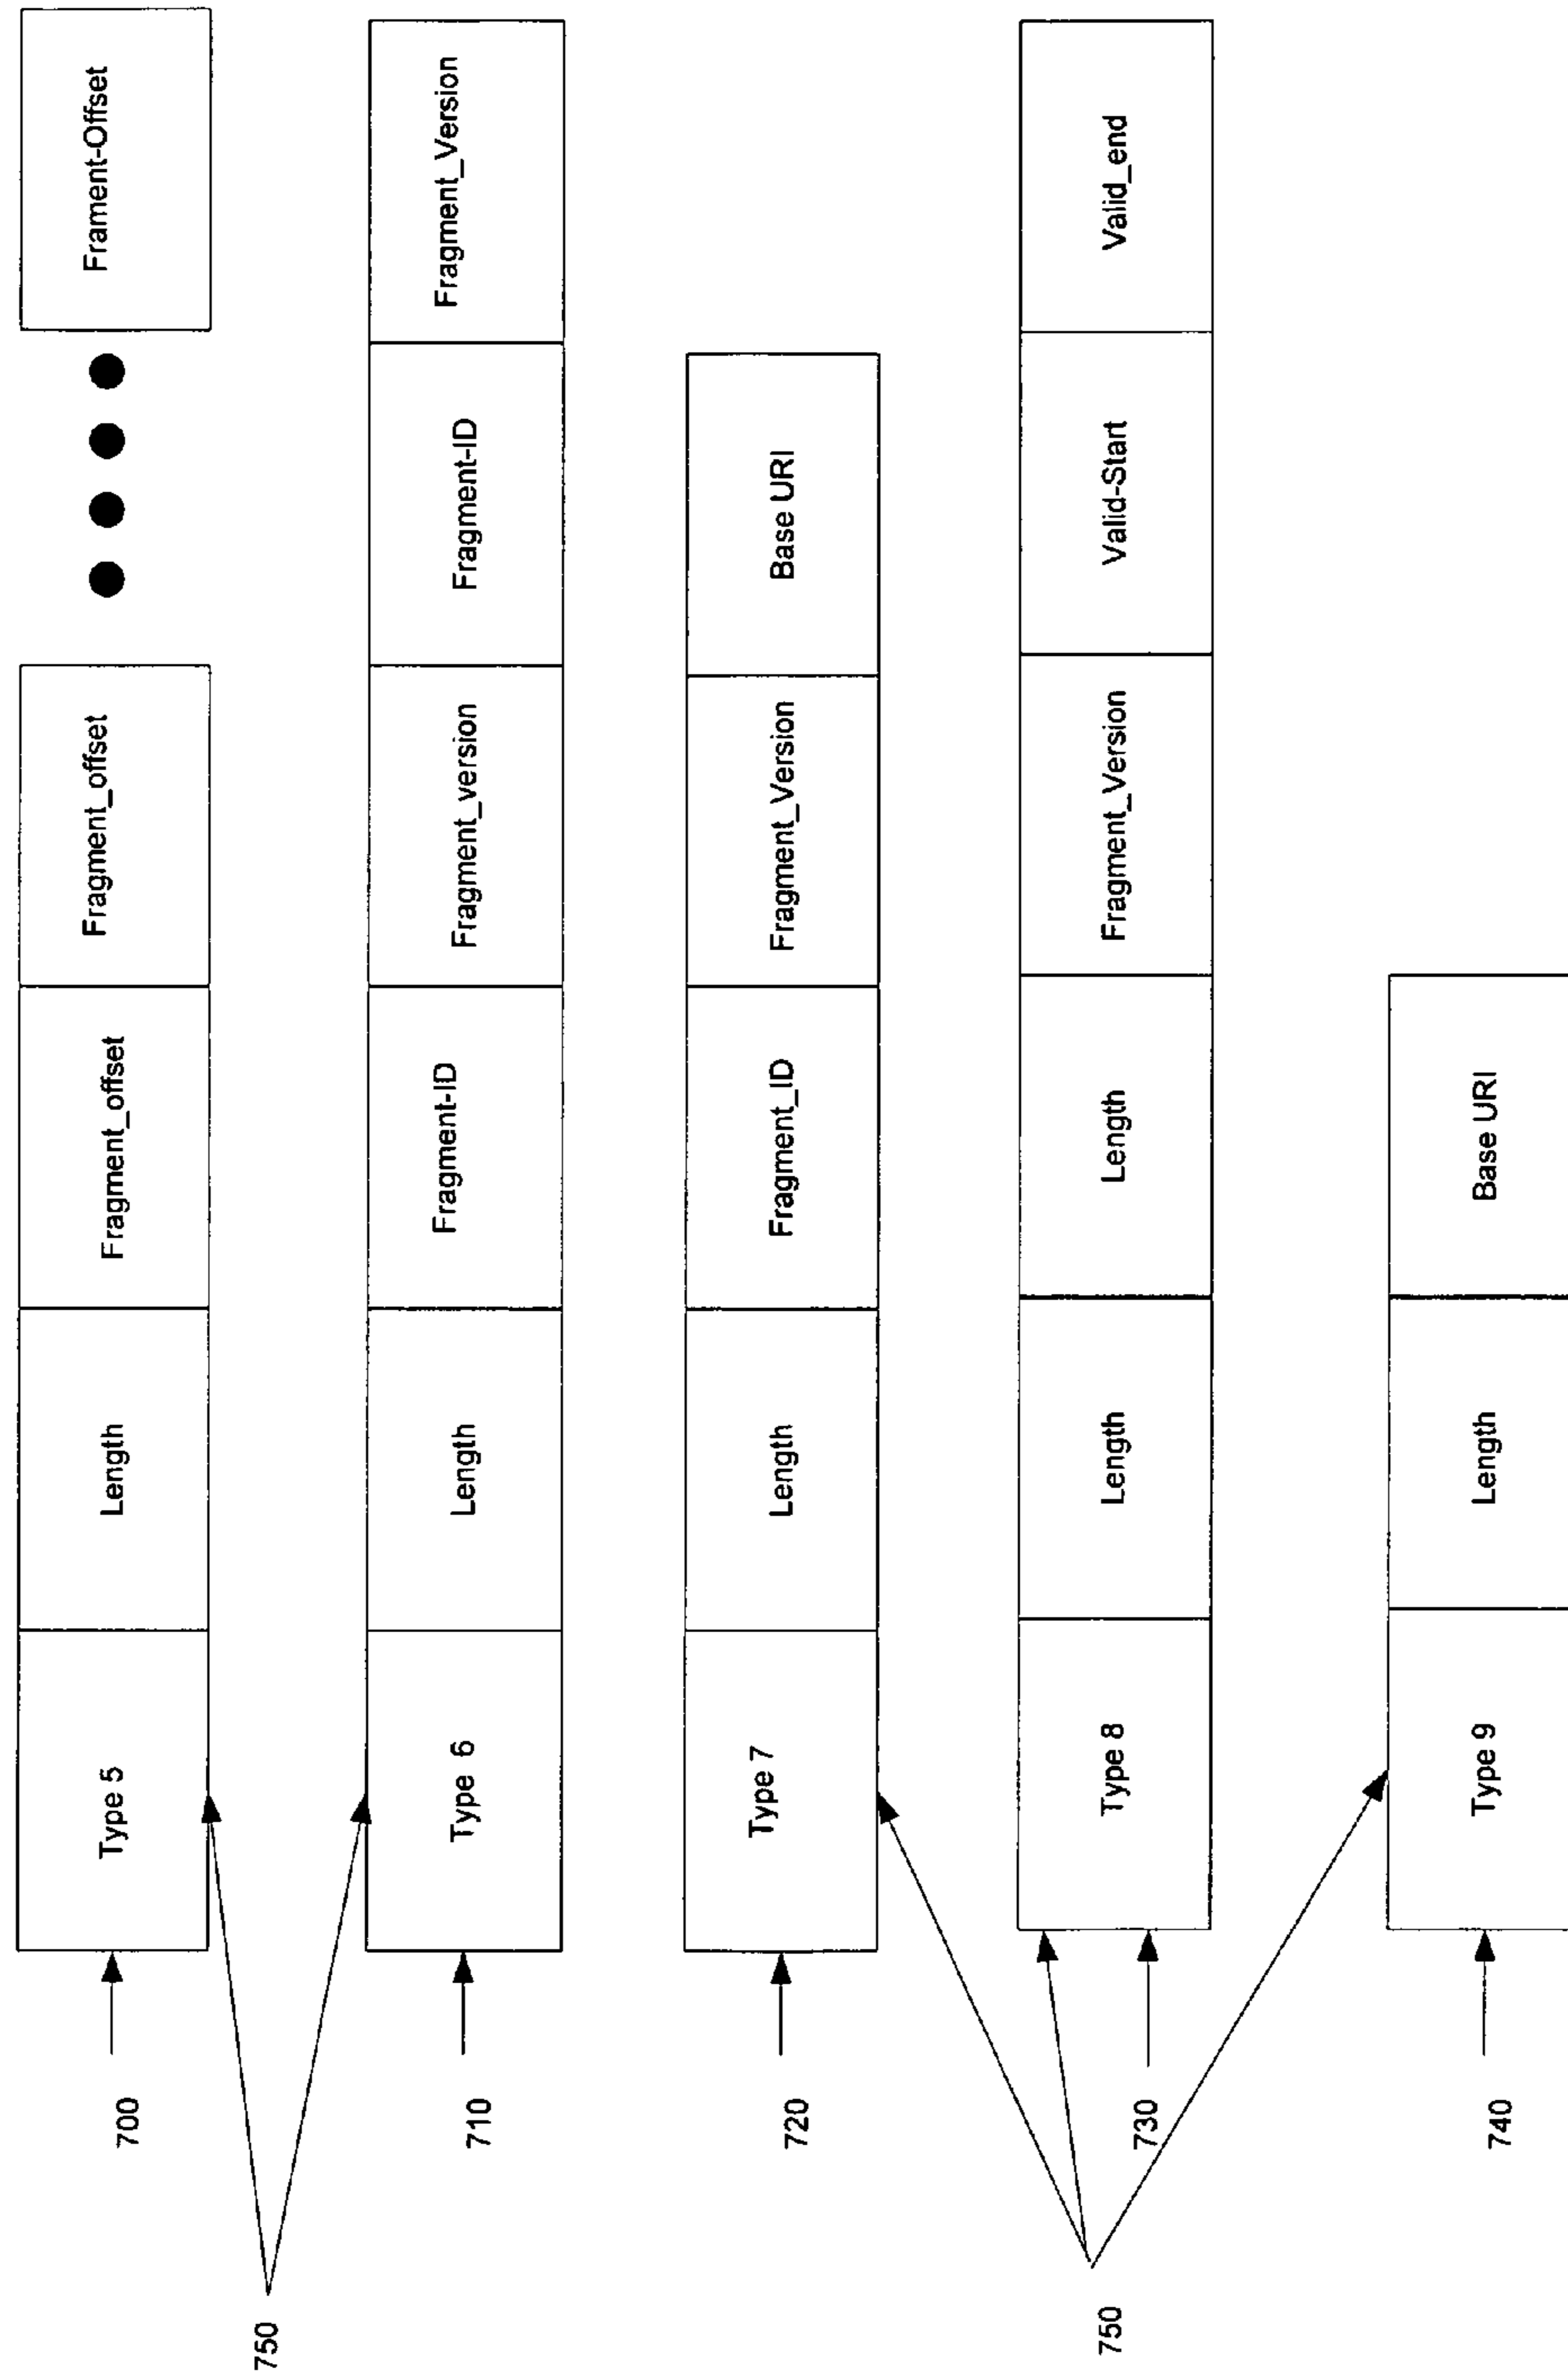 700
Type 5
Length
Fragment_offset
Fragment_offset
Frament-Offset
750
710
Type 6
Length
Fragment-ID
Fragment_version
Fragment-ID
Fragment_Version
720
Type 7
Length
Fragment_ID
Fragment_Version
Base URI
750
730
Type 8
Length
Length
Fragment_Version
Valid-Start
Valid_end
740
Type 9
Length
Base URI